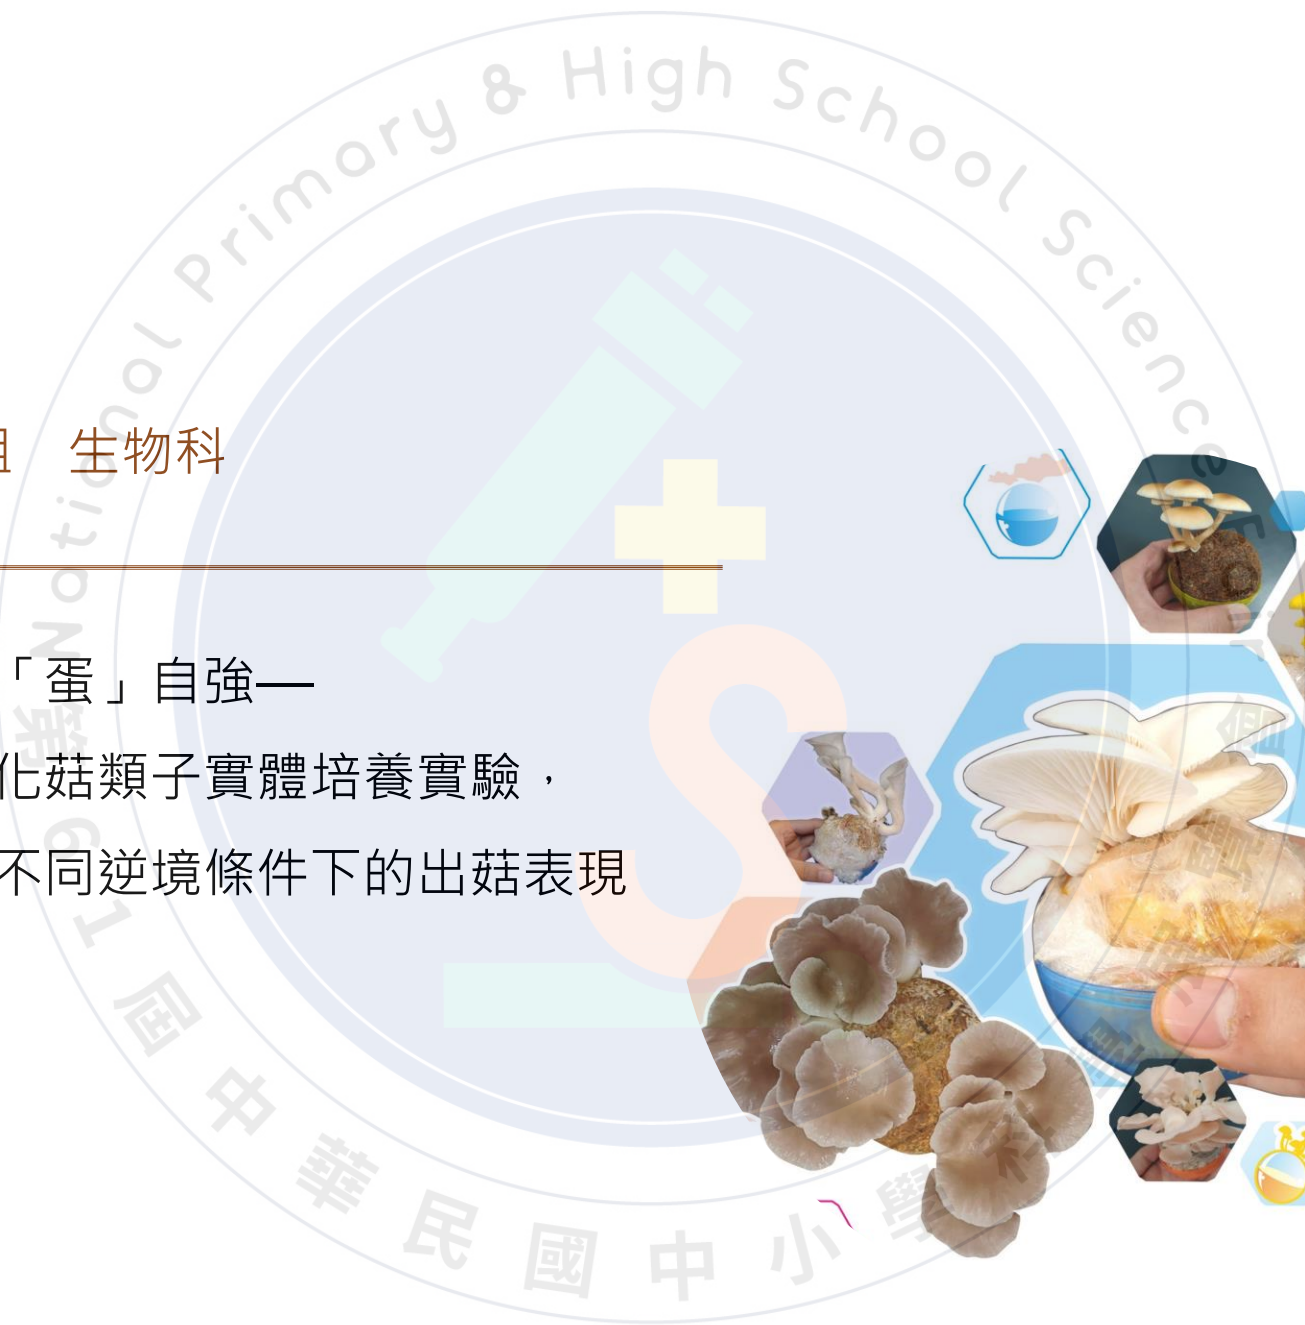 生物科
「蛋」自強—
化菇類子實體培養實驗，
不同逆境條件下的出菇表現
National Primary & High School Science
第61屆中華民國中小學科